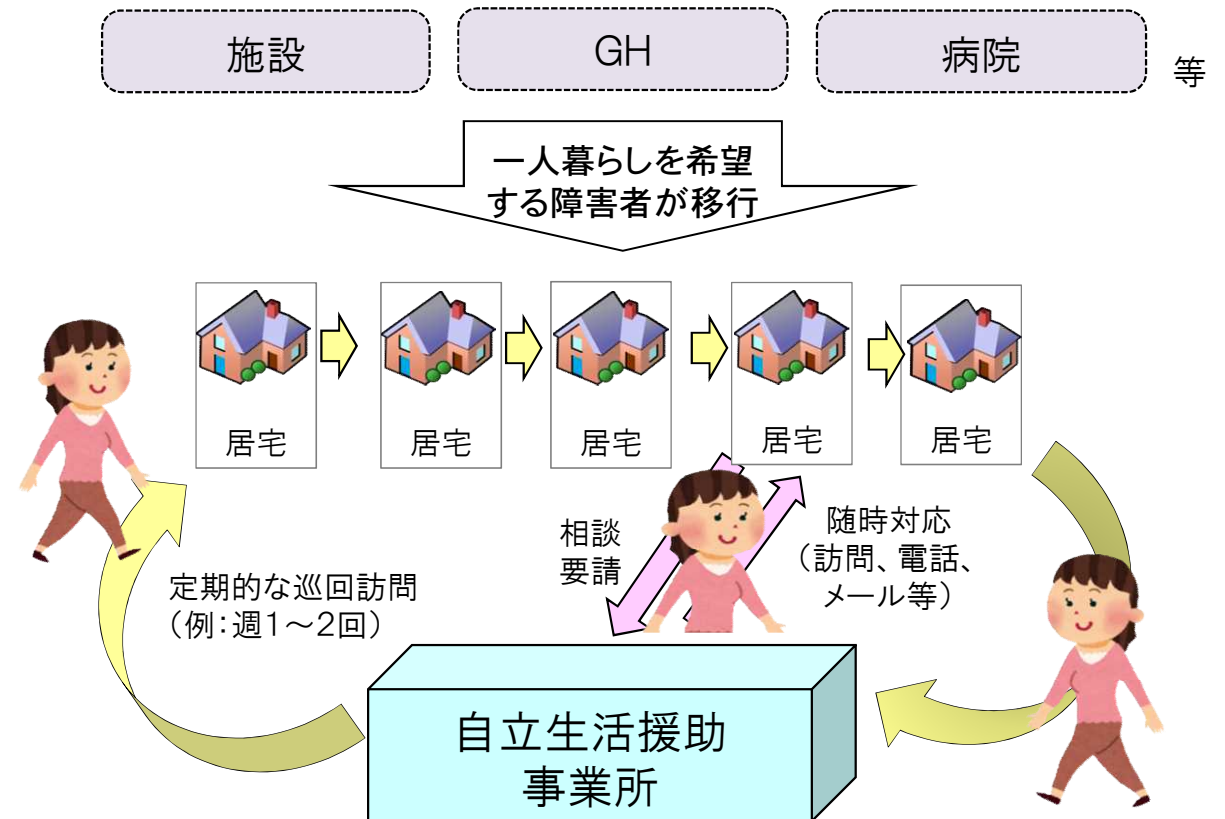 施設
GH
病院
等
一人暮らしを希望
する障害者が移行
居宅
居宅
居宅
居宅
居宅
定期的な巡回訪問
（例：週1～2回）
相談
要請
随時対応
（訪問、電話、
メール等）
自立生活援助
事業所